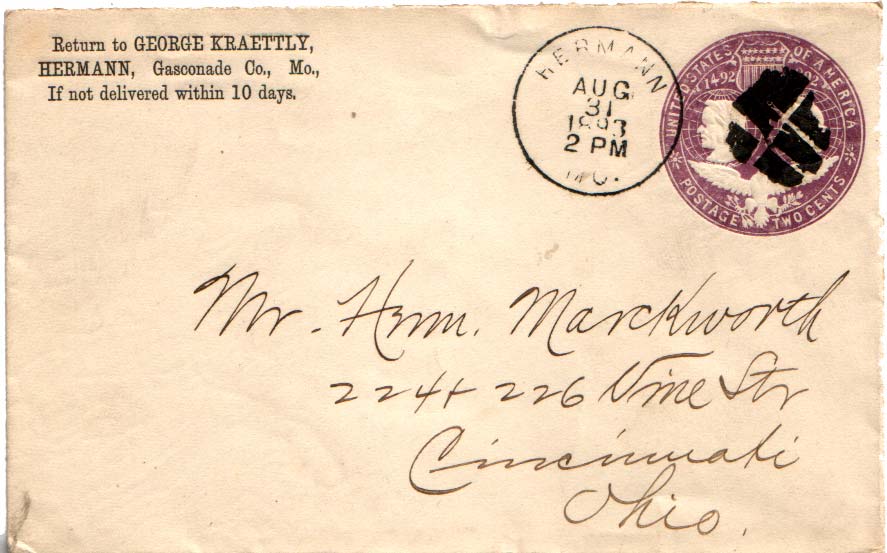 Return to GEORGE KRAETTLY,
HERMANN, Gasconade Co., Mo.,
If not delivered within 10 days.
HERMANN
AUG
31
1893
2 PM
MO.
UNITED STATES OF AMERICA
1492
POSTAGE TWO CENTS
Mr. Herm. Marckworth
224 + 226 Vine Str
Cincinnati
Ohio.